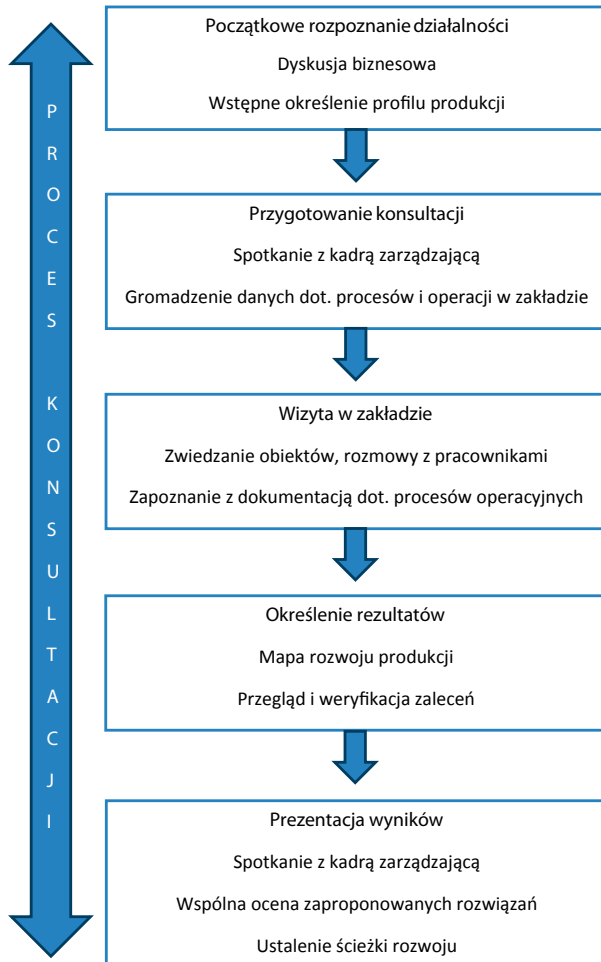 PROCES KONSULTACJI
Początkowe rozpoznanie działalności
Dyskusja biznesowa
Wstępne określenie profilu produkcji
Przygotowanie konsultacji
Spotkanie z kadrą zarządzającą
Gromadzenie danych dot. procesów i operacji w zakładzie
Wizyta w zakładzie
Zwiedzanie obiektów, rozmowy z pracownikami
Zapoznanie z dokumentacją dot. procesów operacyjnych
Określenie rezultatów
Mapa rozwoju produkcji
Przegląd i weryfikacja zaleceń
Prezentacja wyników
Spotkanie z kadrą zarządzającą
Wspólna ocena zaproponowanych rozwiązań
Ustalenie ścieżki rozwoju